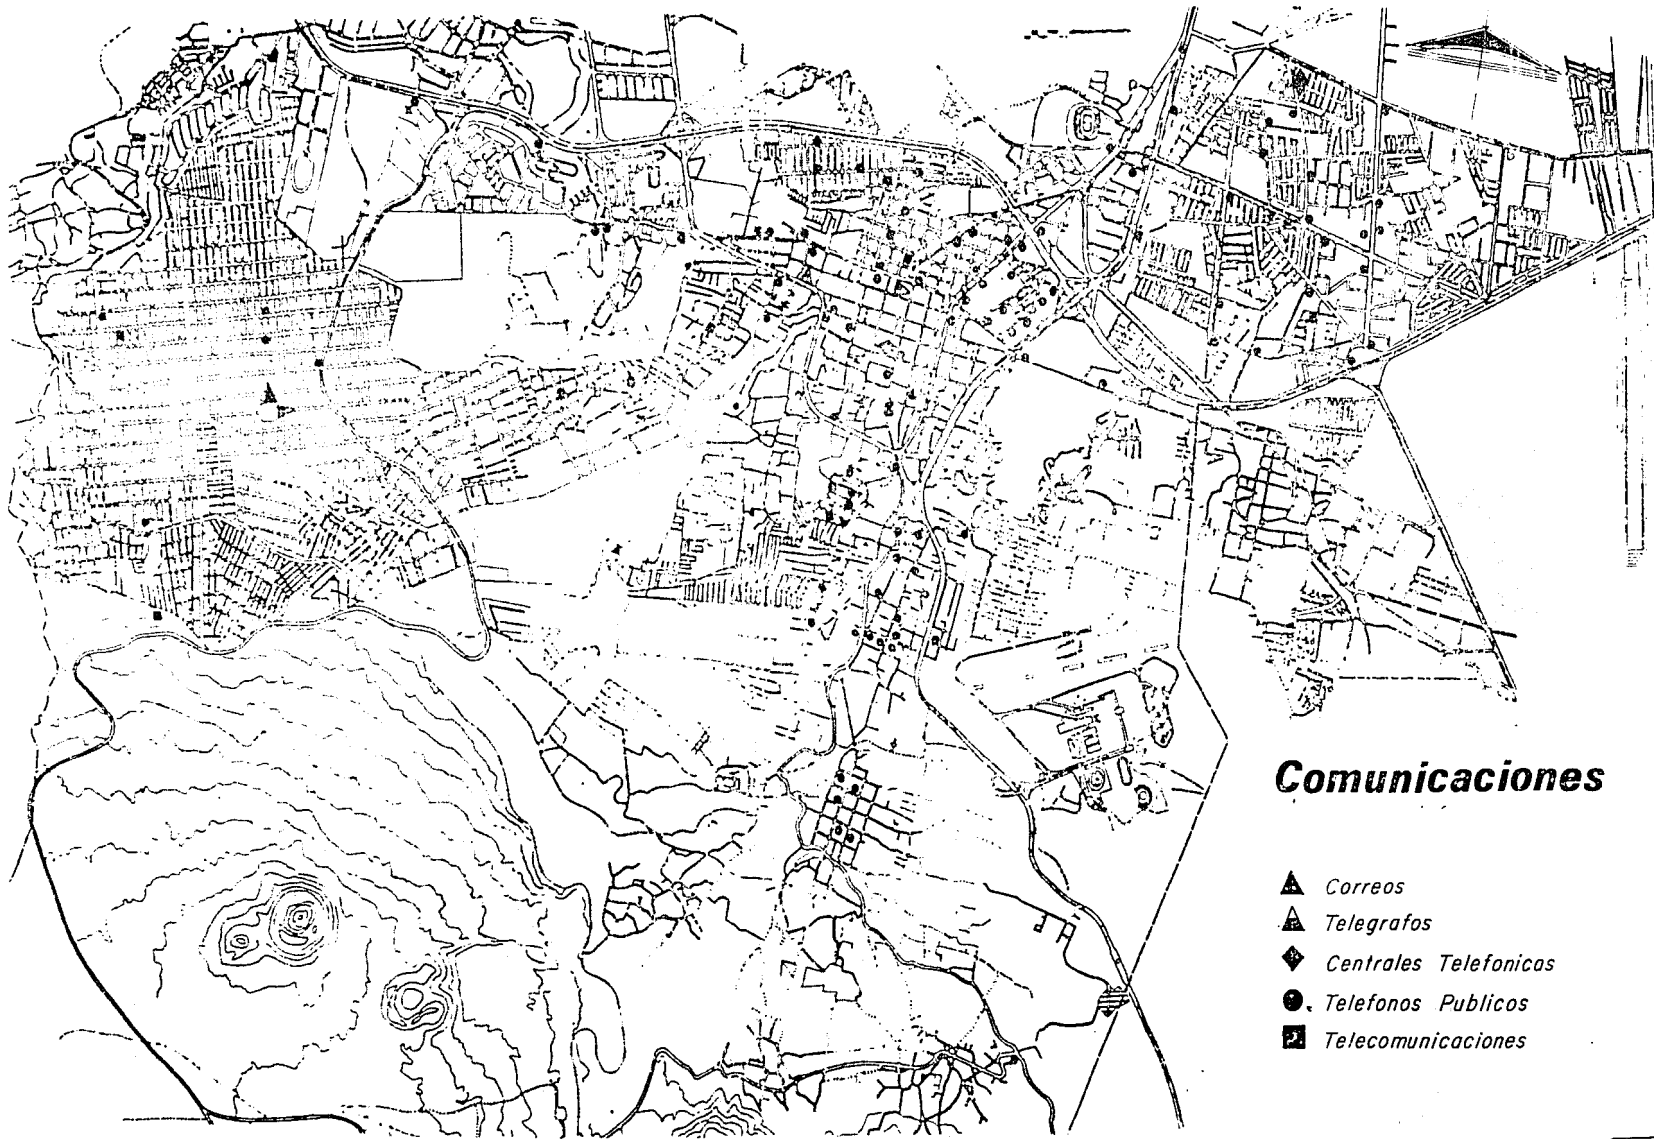 Comunicaciones
Correos
Telegrafos
Centrales Telefonicas
Telefonos Publicos
Telecomunicaciones